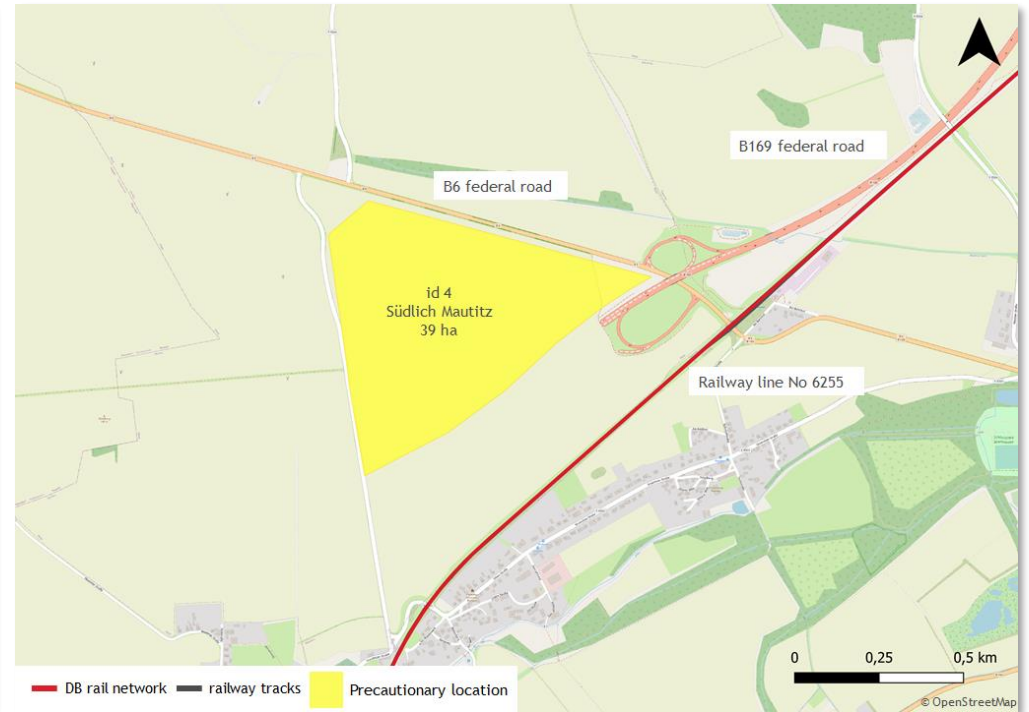 B169 federal road
B6 federal road
id 4
Südlich Mautitz
39 ha
Railway line No 6255
0 0,25 0,5 km
DB rail network railway tracks Precautionary location
© OpenStreetMap